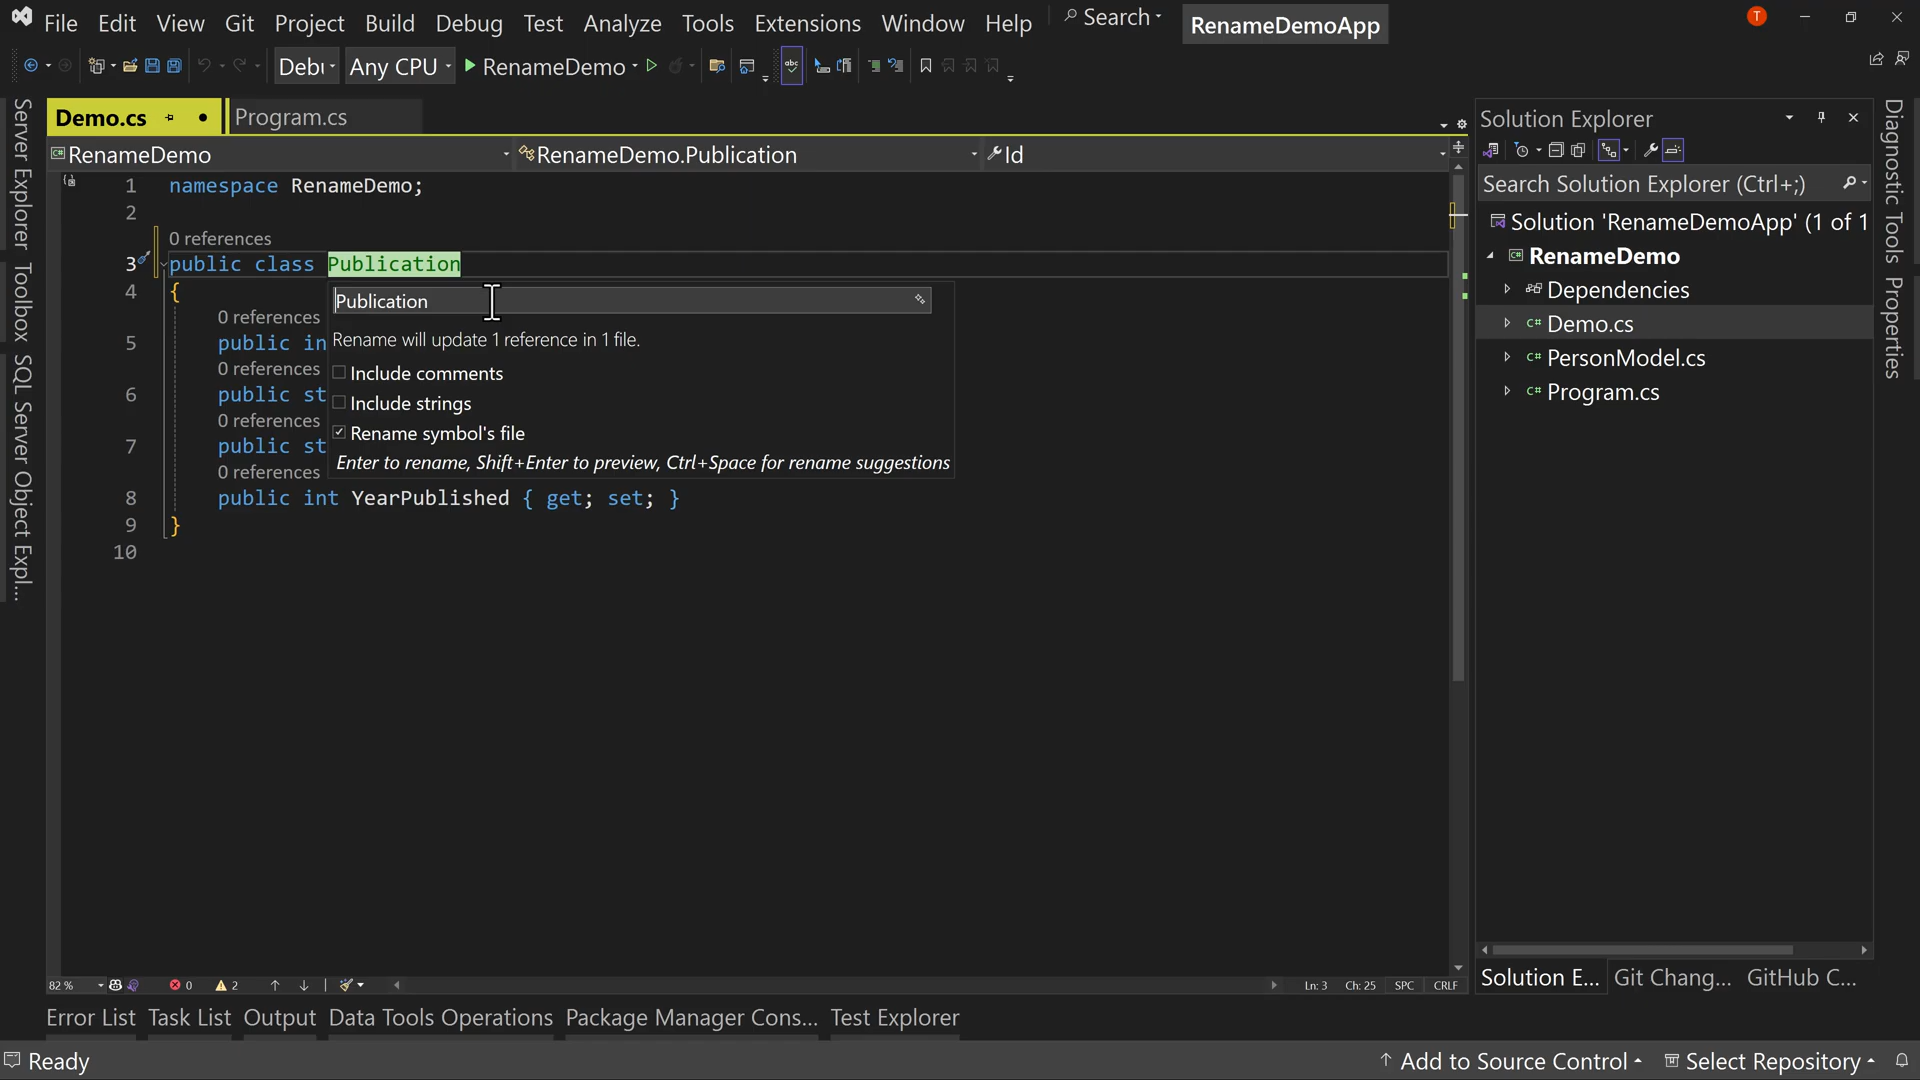 File Edit View Git Project Build Debug Test Analyze Tools Extensions Window Help Search RenameDemoApp
Debu Any CPU RenameDemo
Demo.cs Program.cs
RenameDemo RenameDemo.Publication Id
1 namespace RenameDemo;
2
0 references
3 public class Publication
4 {
Publication
0 references
Rename will update 1 reference in 1 file.
5 public in
0 references
Include comments
6 public st
Include strings
0 references
7 public st
Rename symbol's file
Enter to rename, Shift+Enter to preview, Ctrl+Space for rename suggestions
0 references
8 public int YearPublished { get; set; }
9 }
10
82 % 0 2 Ln: 3 Ch: 25 SPC CRLF
Server Explorer
Toolbox
SQL Server Object Expl...
Solution Explorer
Search Solution Explorer (Ctrl+;)
Solution 'RenameDemoApp' (1 of 1
RenameDemo
Dependencies
C# Demo.cs
C# PersonModel.cs
C# Program.cs
Solution E... Git Chang... GitHub C...
Diagnostic Tools
Properties
Error List Task List Output Data Tools Operations Package Manager Cons... Test Explorer
Ready Add to Source Control Select Repository
T
abc